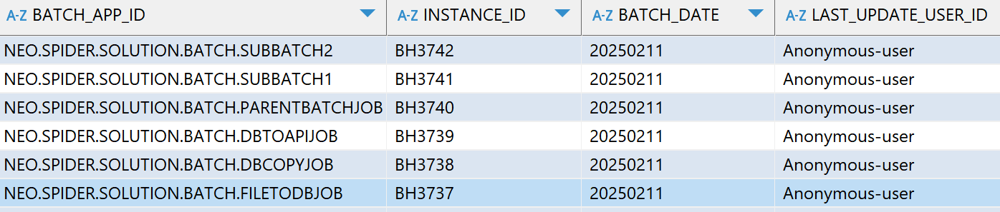 A-Z BATCH_APP_ID A-Z INSTANCE_ID A-Z BATCH_DATE A-Z LAST_UPDATE_USER_ID
NEO.SPIDER.SOLUTION.BATCH.SUBBATCH2 BH3742 20250211 Anonymous-user
NEO.SPIDER.SOLUTION.BATCH.SUBBATCH1 BH3741 20250211 Anonymous-user
NEO.SPIDER.SOLUTION.BATCH.PARENTBATCHJOB BH3740 20250211 Anonymous-user
NEO.SPIDER.SOLUTION.BATCH.DBTOAPIJOB BH3739 20250211 Anonymous-user
NEO.SPIDER.SOLUTION.BATCH.DBCOPYJOB BH3738 20250211 Anonymous-user
NEO.SPIDER.SOLUTION.BATCH.FILETODBJOB BH3737 20250211 Anonymous-user